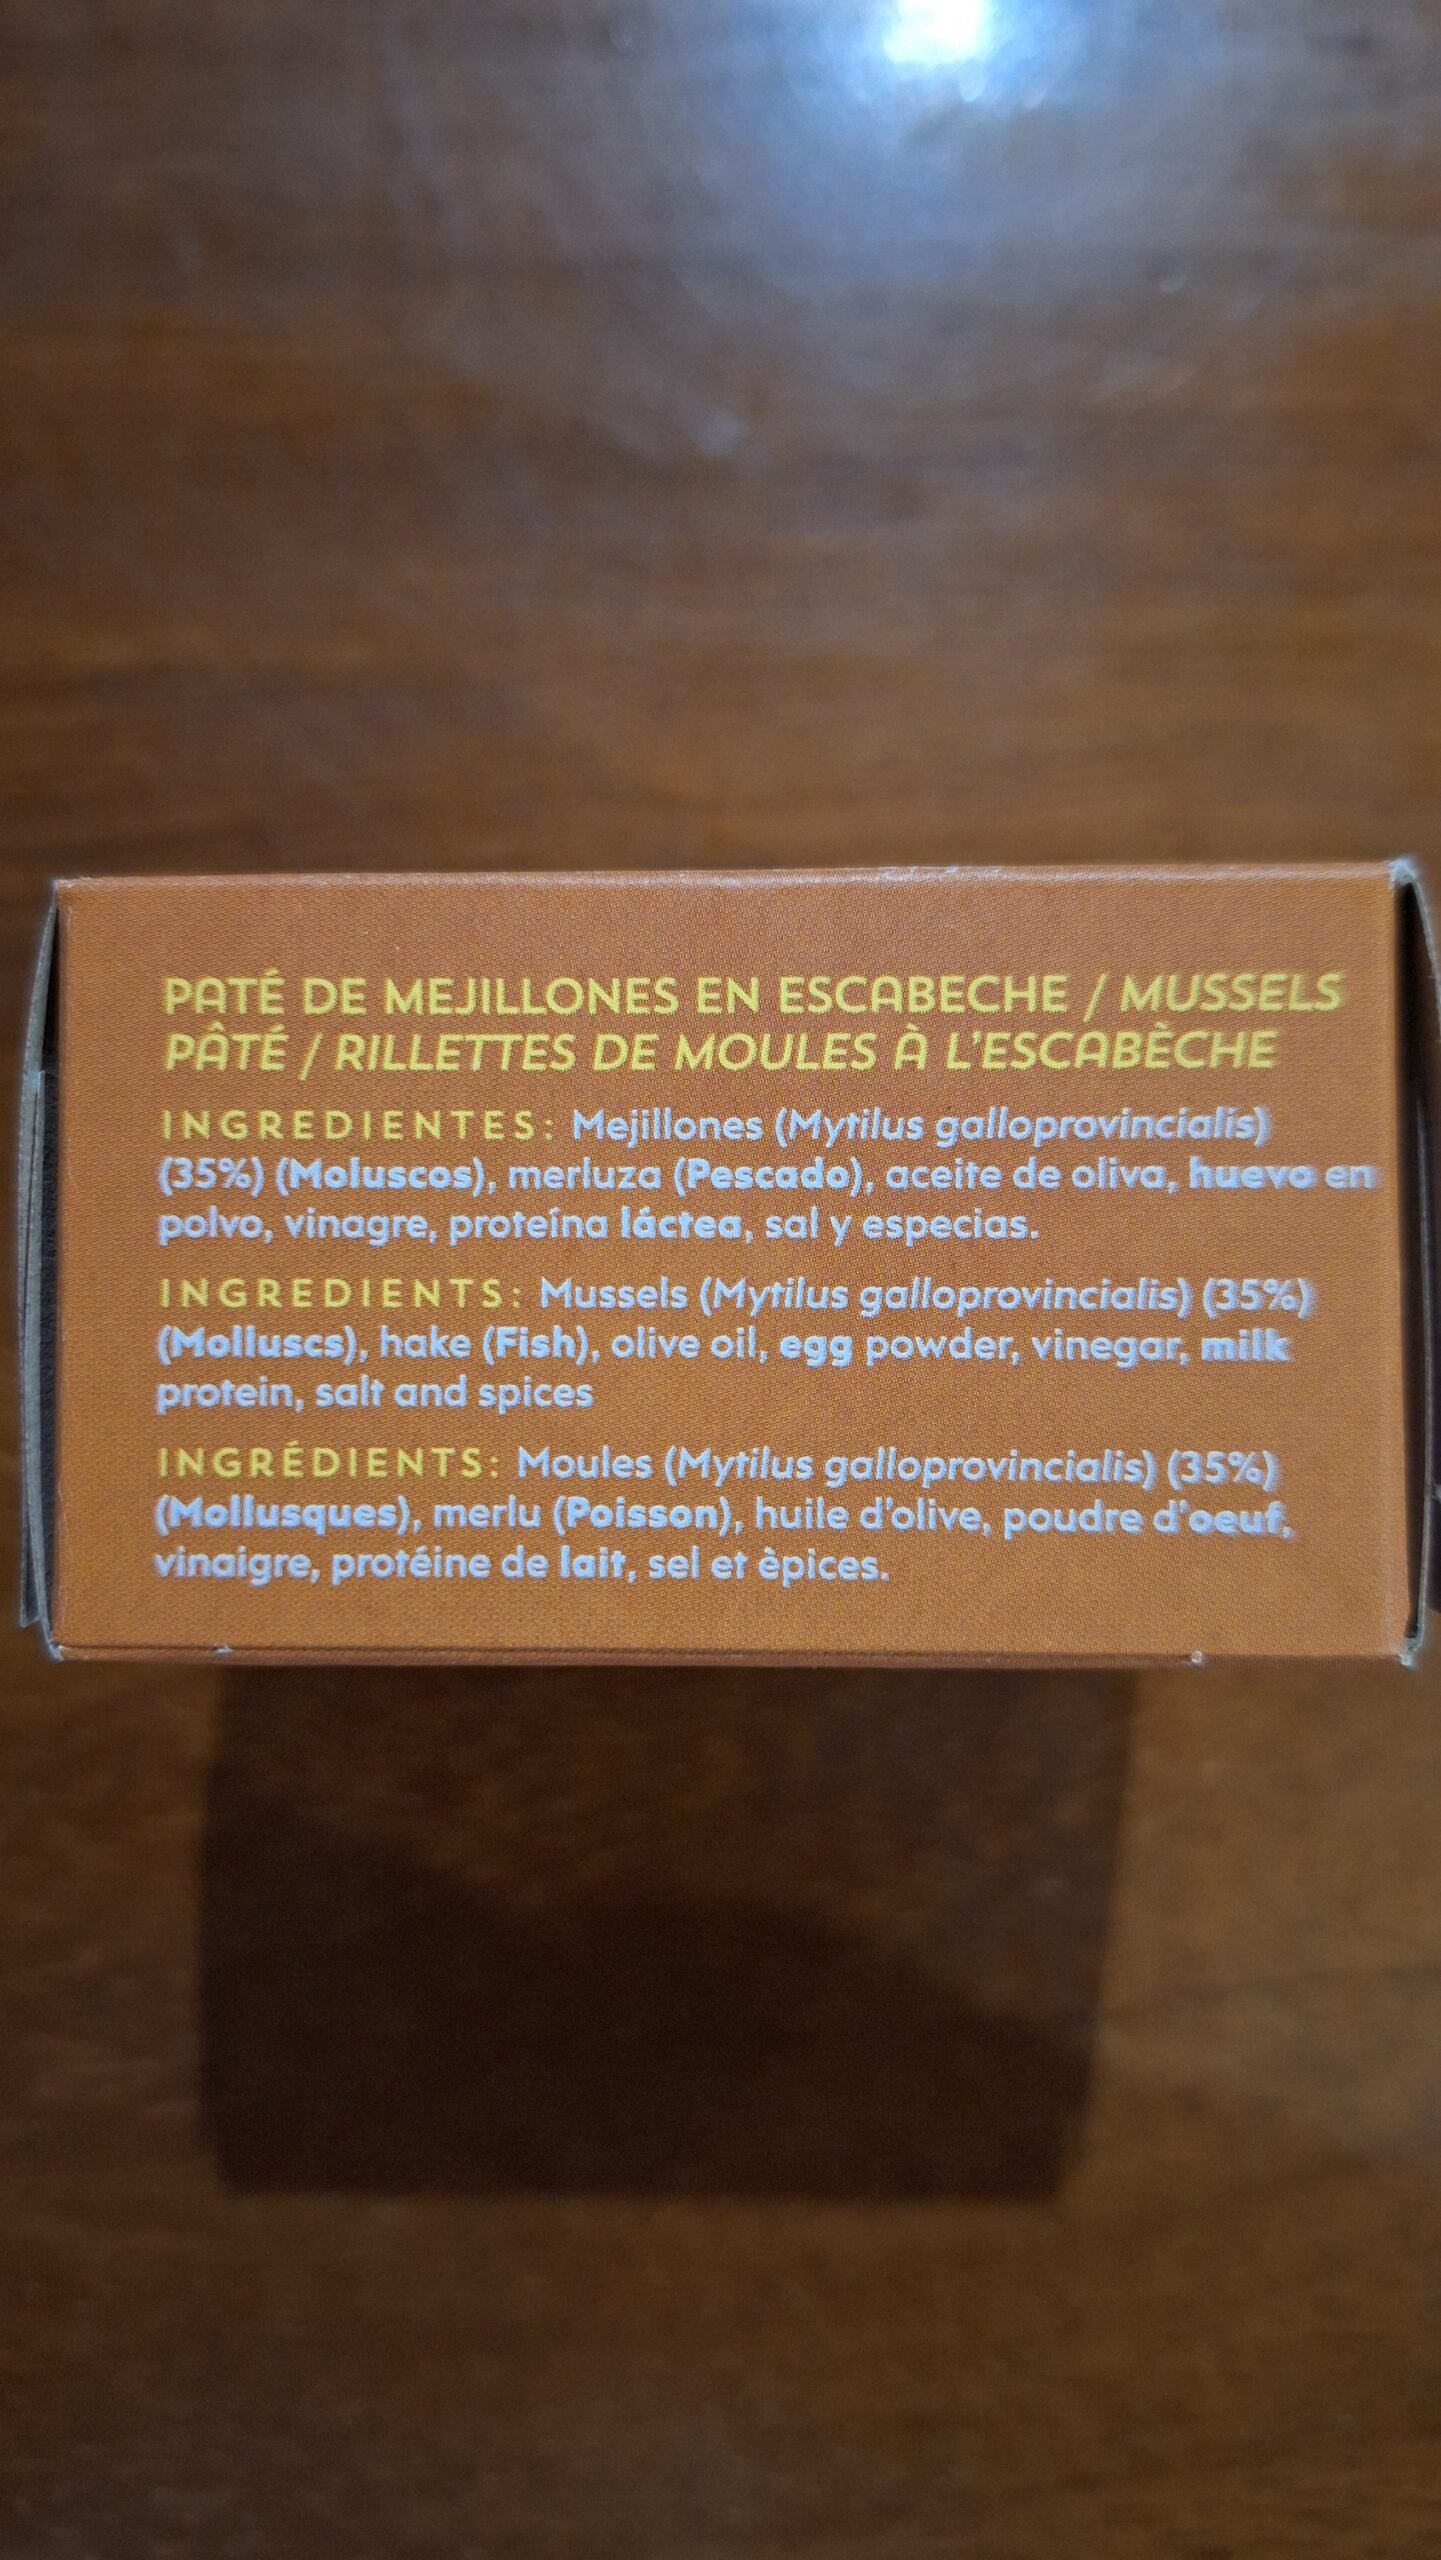 PATÉ DE MEJILLONES EN ESCABECHE / MUSSELS
PÂTÉ / RILLETTES DE MOULES À L'ESCABÈCHE
INGREDIENTES: Mejillones (Mytilus galloprovincialis)
(35%) (Moluscos), merluza (Pescado), aceite de oliva, huevo en
polvo, vinagre, proteína láctea, sal y especias.
INGREDIENTS: Mussels (Mytilus galloprovincialis) (35%)
(Molluscs), hake (Fish), olive oil, egg powder, vinegar, milk
protein, salt and spices
INGRÉDIENTS: Moules (Mytilus galloprovincialis) (35%)
(Mollusques), merlu (Poisson), huile d'olive, poudre d'oeuf,
vinaigre, protéine de lait, sel et èpices.